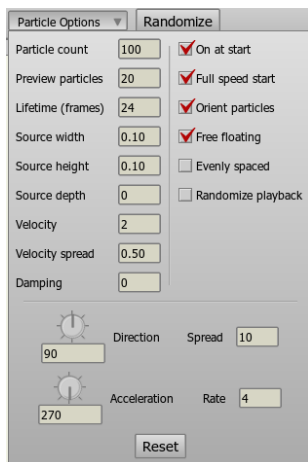 Particle Options Randomize
Particle count 100 On at start
Preview particles 20 Full speed start
Lifetime (frames) 24 Orient particles
Source width 0.10 Free floating
Source height 0.10 Evenly spaced
Source depth 0 Randomize playback
Velocity 2
Velocity spread 0.50
Damping 0
90 Direction Spread 10
270 Acceleration Rate 4
Reset